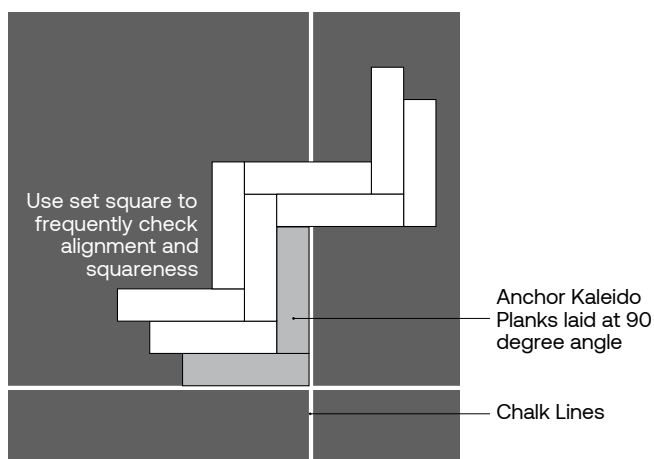 Use set square to
frequently check
alignment and
squareness
Anchor Kaleido
Planks laid at 90
degree angle
Chalk Lines